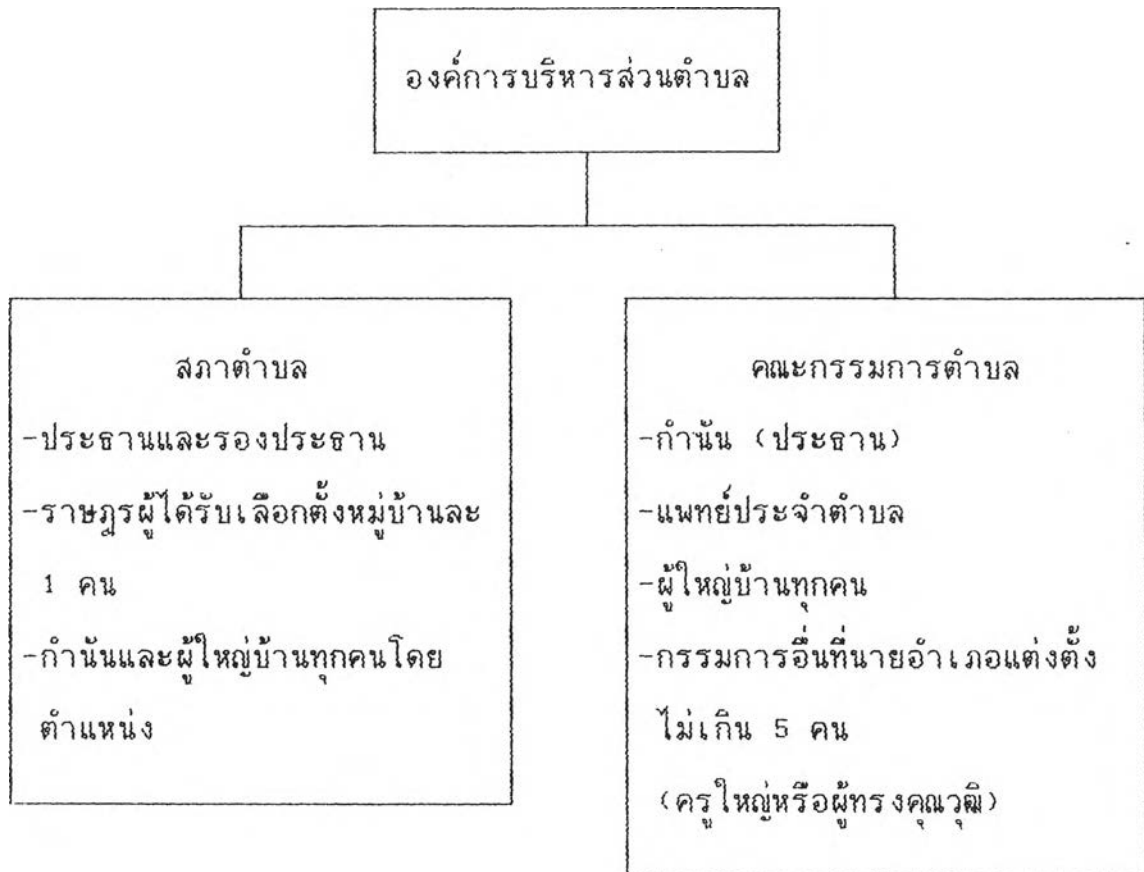 องค์การบริหารส่วนตำบล
สภาตำบล
-ประธานและรองประธาน
-ราษฎรผู้ได้รับเลือกตั้งหมู่บ้านละ
1 คน
-กำนันและผู้ใหญ่บ้านทุกคนโดย
ตำแหน่ง
คณะกรรมการตำบล
-กำนัน (ประธาน)
-แพทย์ประจำตำบล
-ผู้ใหญ่บ้านทุกคน
-กรรมการอื่นที่นายอำเภอแต่งตั้ง
ไม่เกิน 5 คน
(ครูใหญ่หรือผู้ทรงคุณวุฒิ)